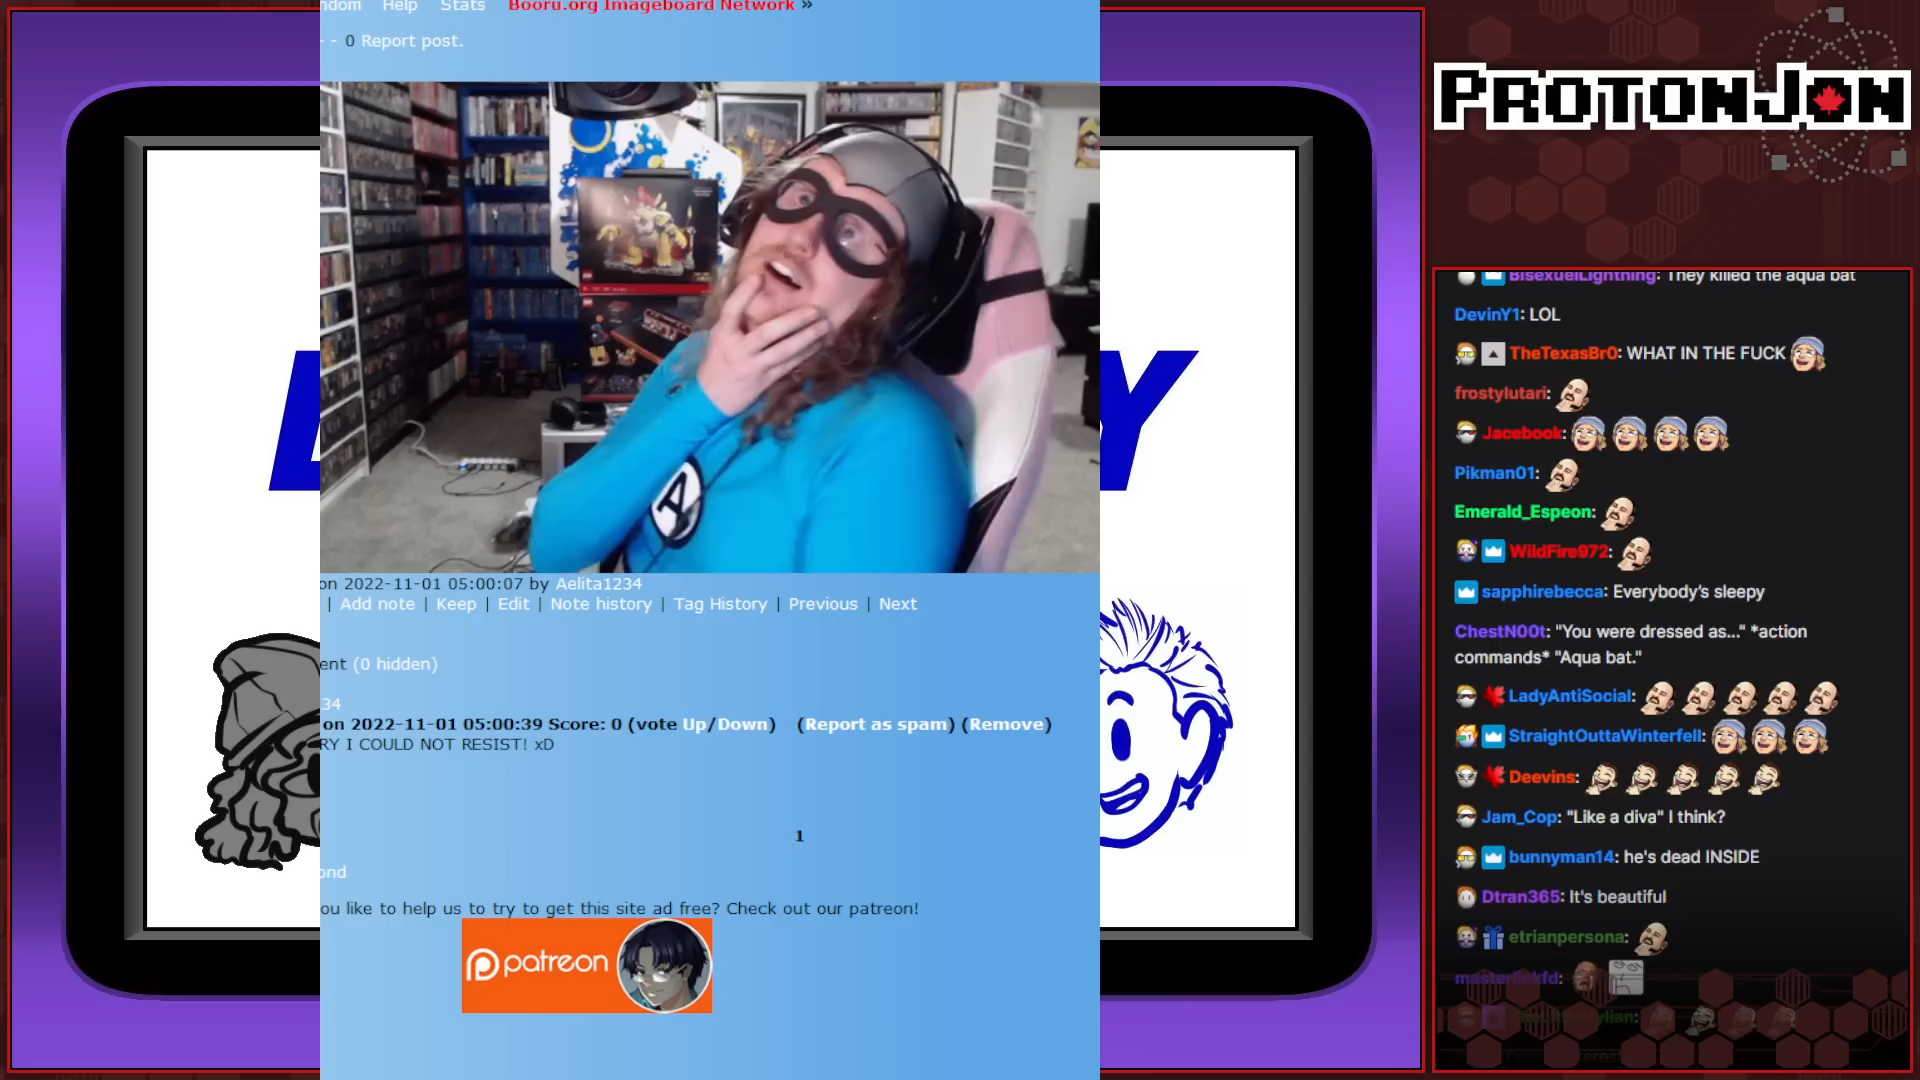 ndom Help Stats Booru.org Imageboard Network »
- - 0 Report post.
A
on 2022-11-01 05:00:07 by Aelita1234
| Add note | Keep | Edit | Note history | Tag History | Previous | Next
ent (0 hidden)
34
on 2022-11-01 05:00:39 Score: 0 (vote Up/Down) (Report as spam) (Remove)
RY I COULD NOT RESIST! xD
1
ond
ou like to help us to try to get this site ad free? Check out our patreon!
patreon
Y
PROTONJON
BisexuelLightning: They killed the aqua bat
DevinY1: LOL
TheTexasBr0: WHAT IN THE FUCK
frostylutari:
Jacebook:
Pikman01:
Emerald_Espeon:
WildFire972:
sapphirebecca: Everybody's sleepy
ChestN00t: "You were dressed as..." *action
commands* "Aqua bat."
LadyAntiSocial:
StraightOuttaWinterfell:
Deevins:
Jam_Cop: "Like a diva" I think?
bunnyman14: he's dead INSIDE
Dtran365: It's beautiful
etrianpersona: